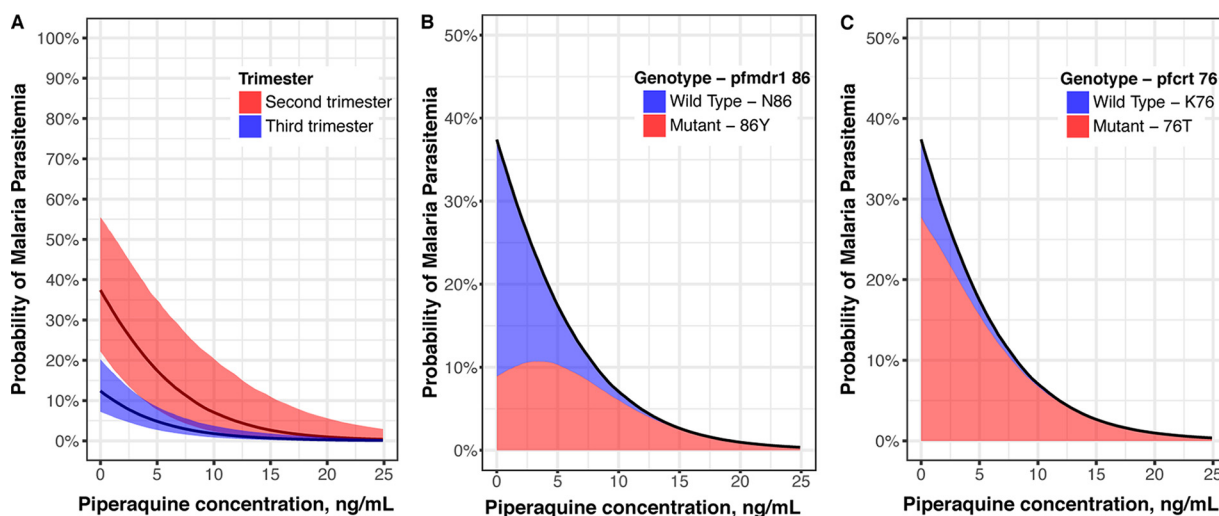 A
Probability of Malaria Parasitemia
100%
90%
80%
70%
60%
50%
40%
30%
20%
10%
0%
Trimester
Second trimester
Third trimester
0 5 10 15 20 25
Piperaquine concentration, ng/mL
B
Probability of Malaria Parasitemia
50%
40%
30%
20%
10%
0%
Genotype – pfmdr1 86
Wild Type – N86
Mutant – 86Y
0 5 10 15 20 25
Piperaquine concentration, ng/mL
C
Probability of Malaria Parasitemia
50%
40%
30%
20%
10%
0%
Genotype – pfcrt 76
Wild Type – K76
Mutant – 76T
0 5 10 15 20 25
Piperaquine concentration, ng/mL